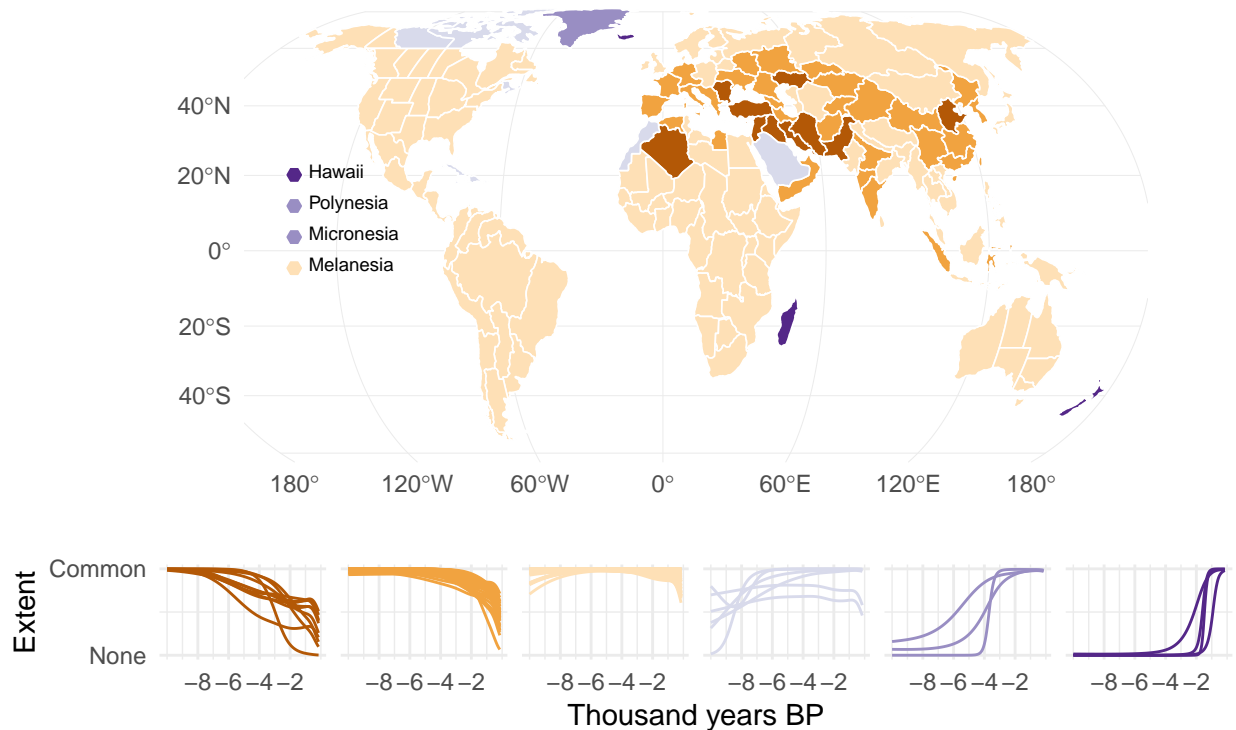 40°N
20°N
0°
20°S
40°S
Hawaii
Polynesia
Micronesia
Melanesia
180° 120°W 60°W 0° 60°E 120°E 180°
Extent
Common
None
−8 −6 −4 −2 −8 −6 −4 −2 −8 −6 −4 −2 −8 −6 −4 −2 −8 −6 −4 −2 −8 −6 −4 −2
Thousand years BP